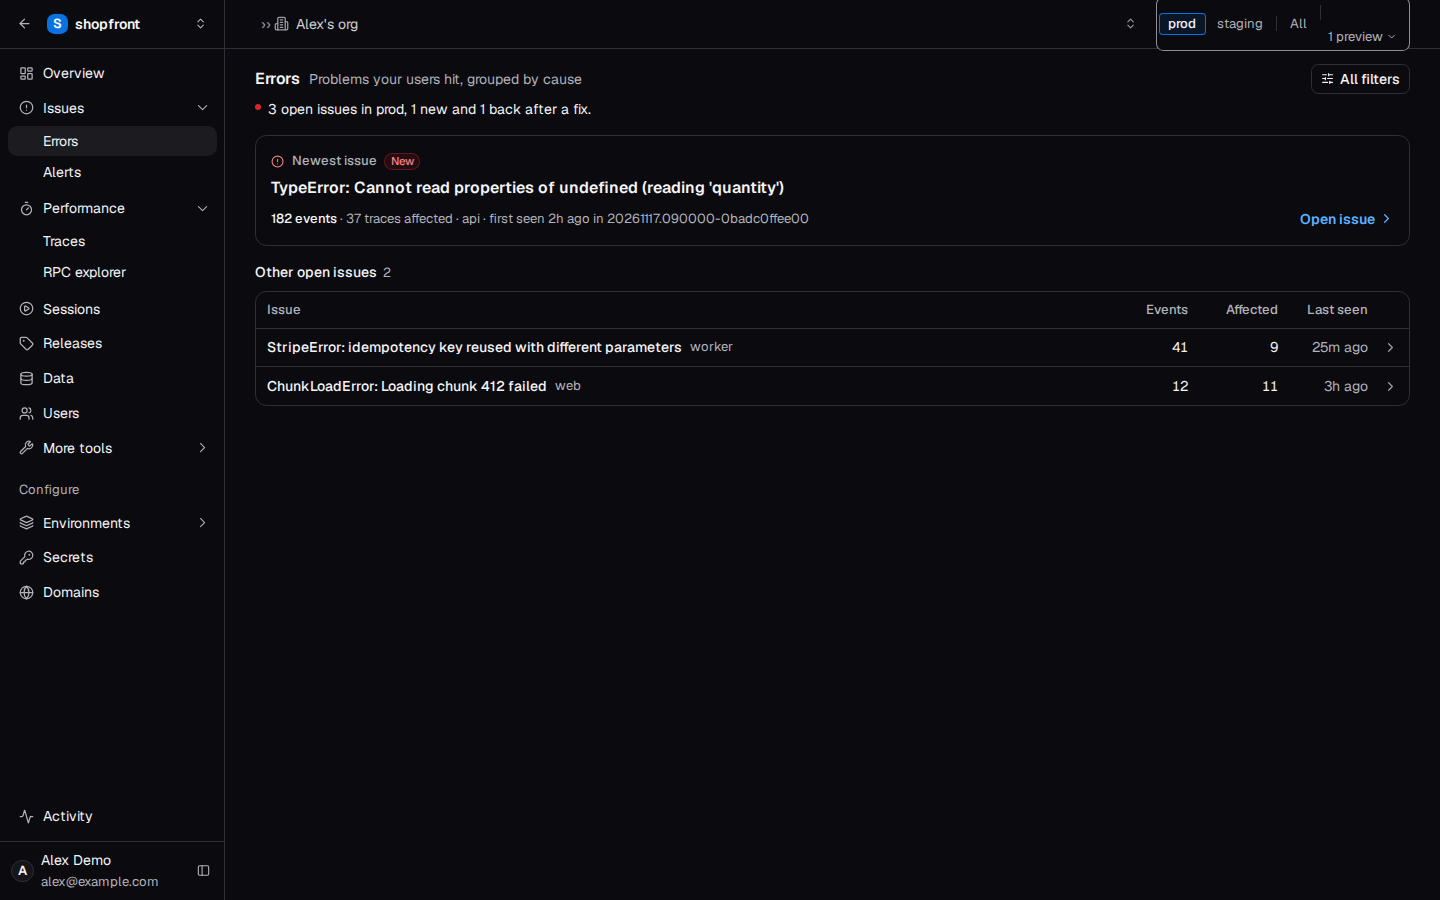 S shopfront
›› Alex's org
prod staging All
1 preview
Overview
Issues
Errors
Alerts
Performance
Traces
RPC explorer
Sessions
Releases
Data
Users
More tools
Configure
Environments
Secrets
Domains
Activity
A Alex Demo
alex@example.com
Errors Problems your users hit, grouped by cause
All filters
3 open issues in prod, 1 new and 1 back after a fix.
Newest issue New
TypeError: Cannot read properties of undefined (reading 'quantity')
182 events · 37 traces affected · api · first seen 2h ago in 20261117.090000-0badc0ffee00
Open issue
Other open issues 2
Issue Events Affected Last seen
StripeError: idempotency key reused with different parameters worker 41 9 25m ago
ChunkLoadError: Loading chunk 412 failed web 12 11 3h ago